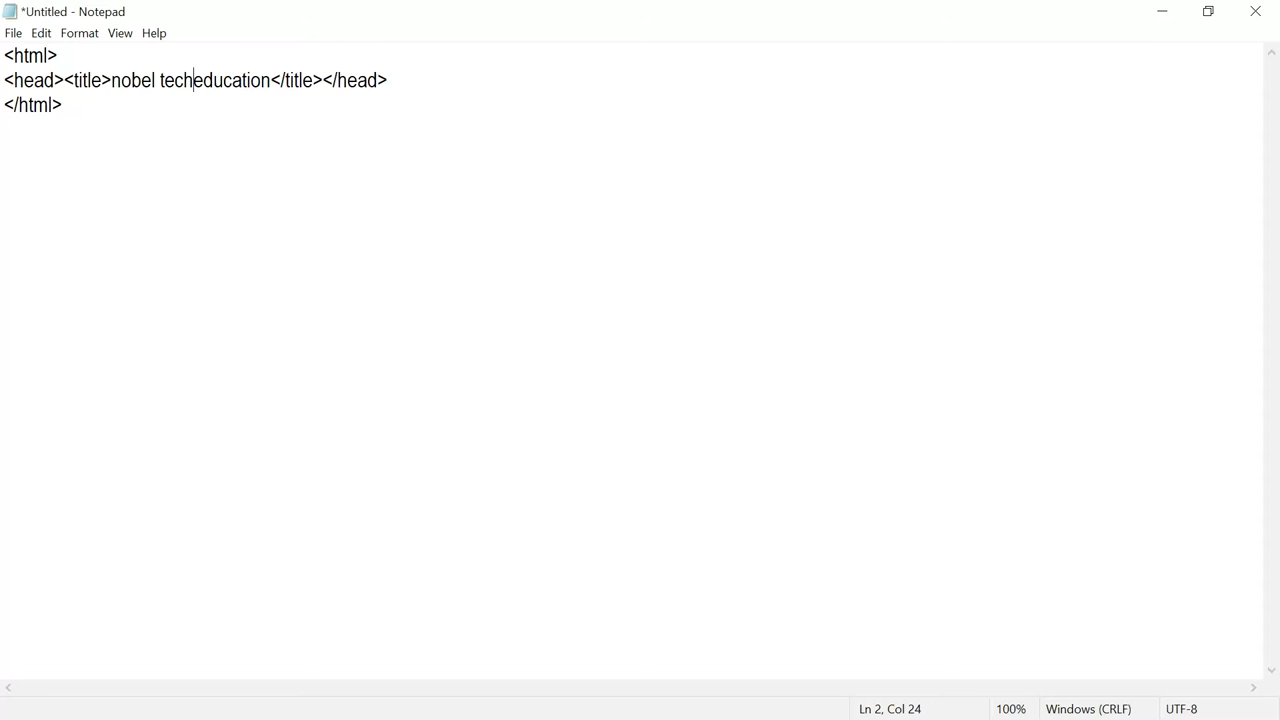 *Untitled - Notepad
File Edit Format View Help
<html>
<head><title>nobel techeducation</title></head>
</html>
Ln 2, Col 24 100% Windows (CRLF) UTF-8